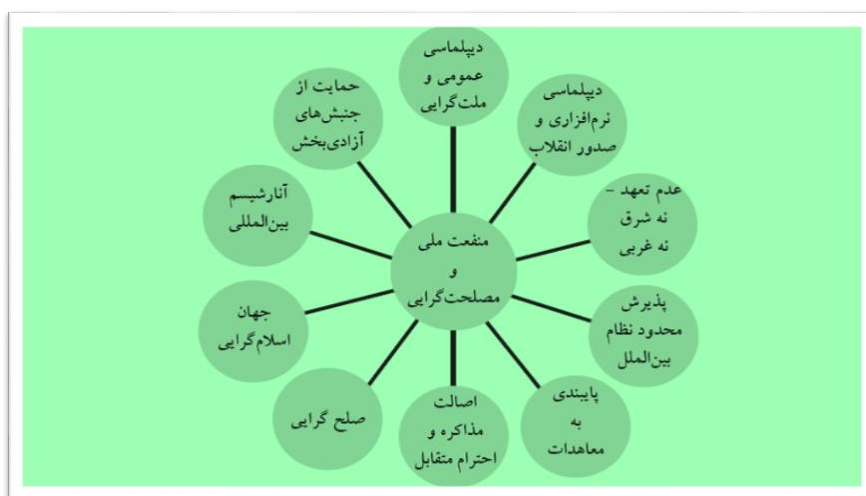 دیپلماسی
عمومی و
ملت‌گرایی
دیپلماسی
نرم‌افزاری و
صدور انقلاب
عدم تعهد –
نه شرق
نه غربی
پذیرش
محدود نظام
بین‌الملل
پایبندی
به
معاهدات
اصالت
مذاکره و
احترام متقابل
صلح گرایی
جهان
اسلام‌گرایی
آنارشیسم
بین‌المللی
حمایت از
جنبش‌های
آزادی‌بخش
منفعت ملی
و
مصلحت‌گرایی